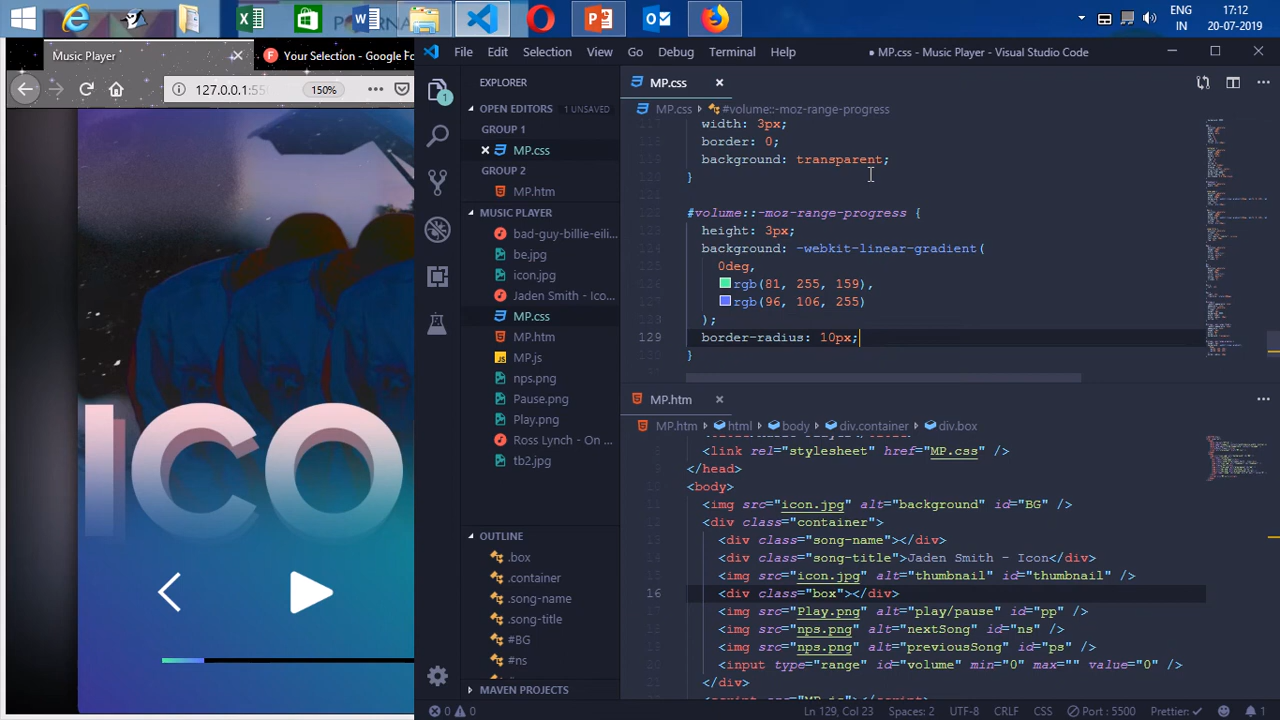 ENG
IN
17:12
20-07-2019
Music Player
Your Selection - Google Fo
127.0.0.1:55
150%
File Edit Selection View Go Debug Terminal Help
● MP.css - Music Player - Visual Studio Code
EXPLORER
OPEN EDITORS 1 UNSAVED
GROUP 1
MP.css
GROUP 2
MP.htm
MUSIC PLAYER
bad-guy-billie-eili...
be.jpg
icon.jpg
Jaden Smith - Ico...
MP.css
MP.htm
MP.js
nps.png
Pause.png
Play.png
Ross Lynch - On ...
tb2.jpg
OUTLINE
.box
.container
.song-name
.song-title
#BG
#ns
MAVEN PROJECTS
MP.css
MP.css > #volume::-moz-range-progress
width: 3px;
border: 0;
background: transparent;
}
#volume::-moz-range-progress {
height: 3px;
background: -webkit-linear-gradient(
0deg,
rgb(81, 255, 159),
rgb(96, 106, 255)
);
129 border-radius: 10px;
}
MP.htm
MP.htm > html > body > div.container > div.box
<link rel="stylesheet" href="MP.css" />
</head>
<body>
<img src="icon.jpg" alt="background" id="BG" />
<div class="container">
<div class="song-name"></div>
<div class="song-title">Jaden Smith - Icon</div>
<img src="icon.jpg" alt="thumbnail" id="thumbnail" />
16 <div class="box"></div>
<img src="Play.png" alt="play/pause" id="pp" />
<img src="nps.png" alt="nextSong" id="ns" />
<img src="nps.png" alt="previousSong" id="ps" />
<input type="range" id="volume" min="0" max="" value="0" />
</div>
<script src="MP.js"></script>
ICO
0 0
Ln 129, Col 23 Spaces: 2 UTF-8 CRLF CSS Port : 5500 Prettier: ✓ 1